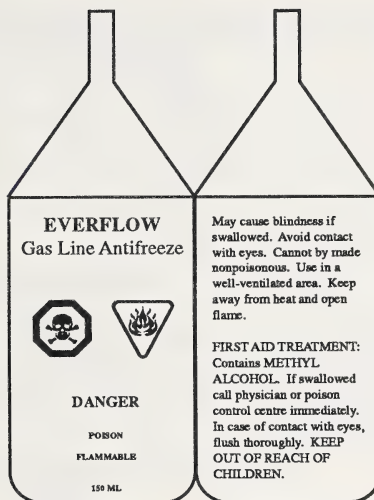 EVERFLOW
Gas Line Antifreeze
DANGER
POISON
FLAMMABLE
150 ML
May cause blindness if
swallowed. Avoid contact
with eyes. Cannot by made
nonpoisonous. Use in a
well-ventilated area. Keep
away from heat and open
flame.
FIRST AID TREATMENT:
Contains METHYL
ALCOHOL. If swallowed
call physician or poison
control centre immediately.
In case of contact with eyes,
flush thoroughly. KEEP
OUT OF REACH OF
CHILDREN.